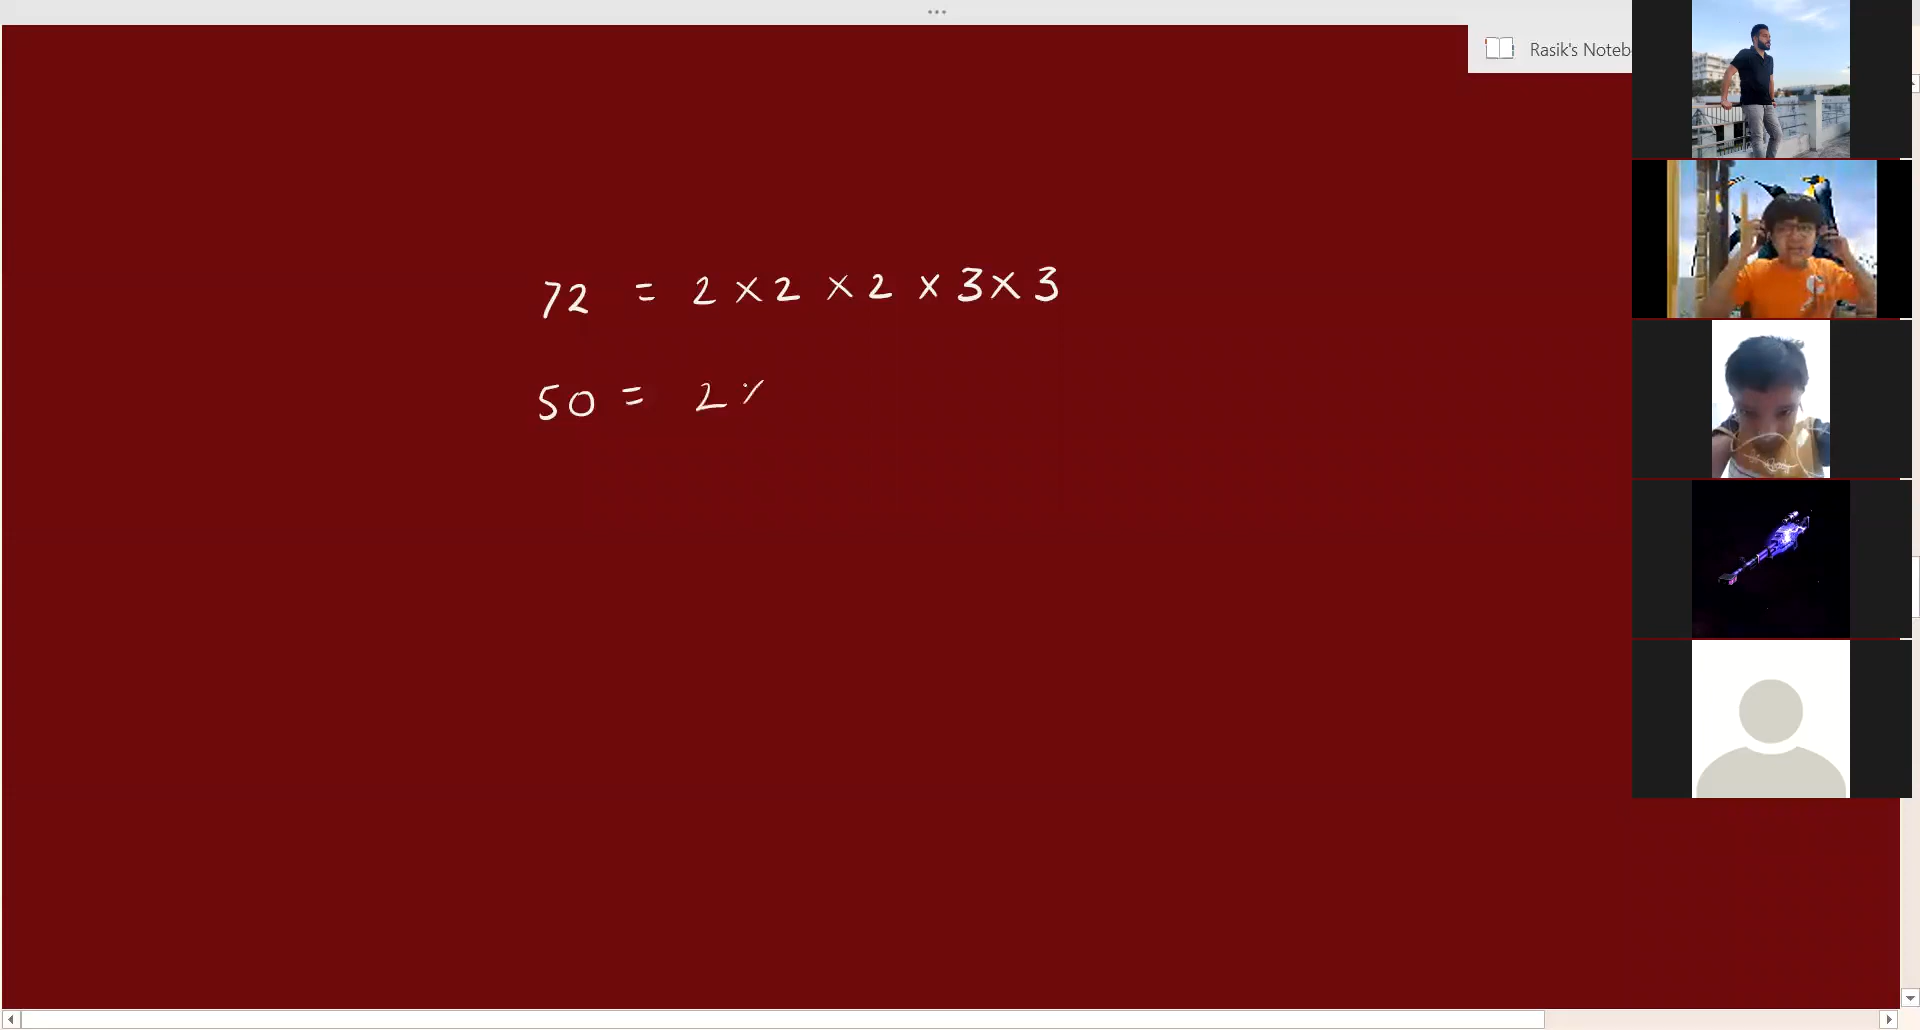 Rasik's Noteb
72 = 2 × 2 × 2 × 3 × 3
50 = 2 ×